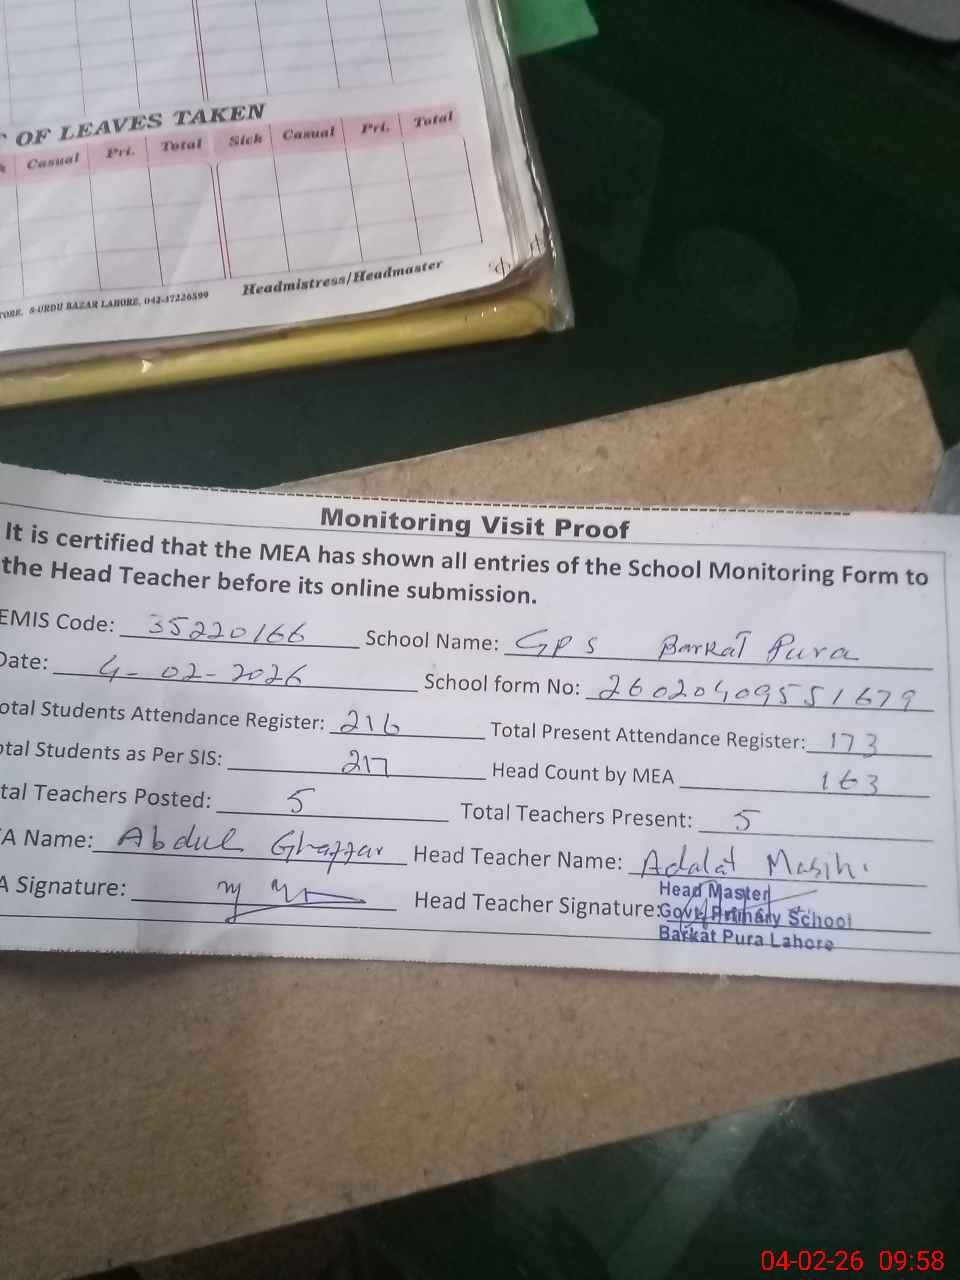 OF LEAVES TAKEN
Casual Pri. Total Sick Casual Pri. Total
URDU BAZAR LAHORE, 042-37226599 Headmistress/Headmaster
Monitoring Visit Proof
It is certified that the MEA has shown all entries of the School Monitoring Form to
the Head Teacher before its online submission.
EMIS Code: 35220166 School Name: GPS Barkat Pura
Date: 4-02-2026 School form No: 26020409551679
otal Students Attendance Register: 216 Total Present Attendance Register: 173
otal Students as Per SIS: 217 Head Count by MEA 163
tal Teachers Posted: 5 Total Teachers Present: 5
A Name: Abdul Ghaffar Head Teacher Name: Adalat Masih.
A Signature: Head Teacher Signature:
Head Master
Govt. Primary School
Barkat Pura Lahore
04-02-26 09:58